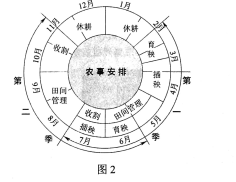 12月
1月
2月
3月
4月
5月
6月
7月
8月
9月
10月
11月
休耕
休耕
育秧
插秧
田间管理
收割
育秧
插秧
田间管理
收割
农事安排
第一季
第二季
图2